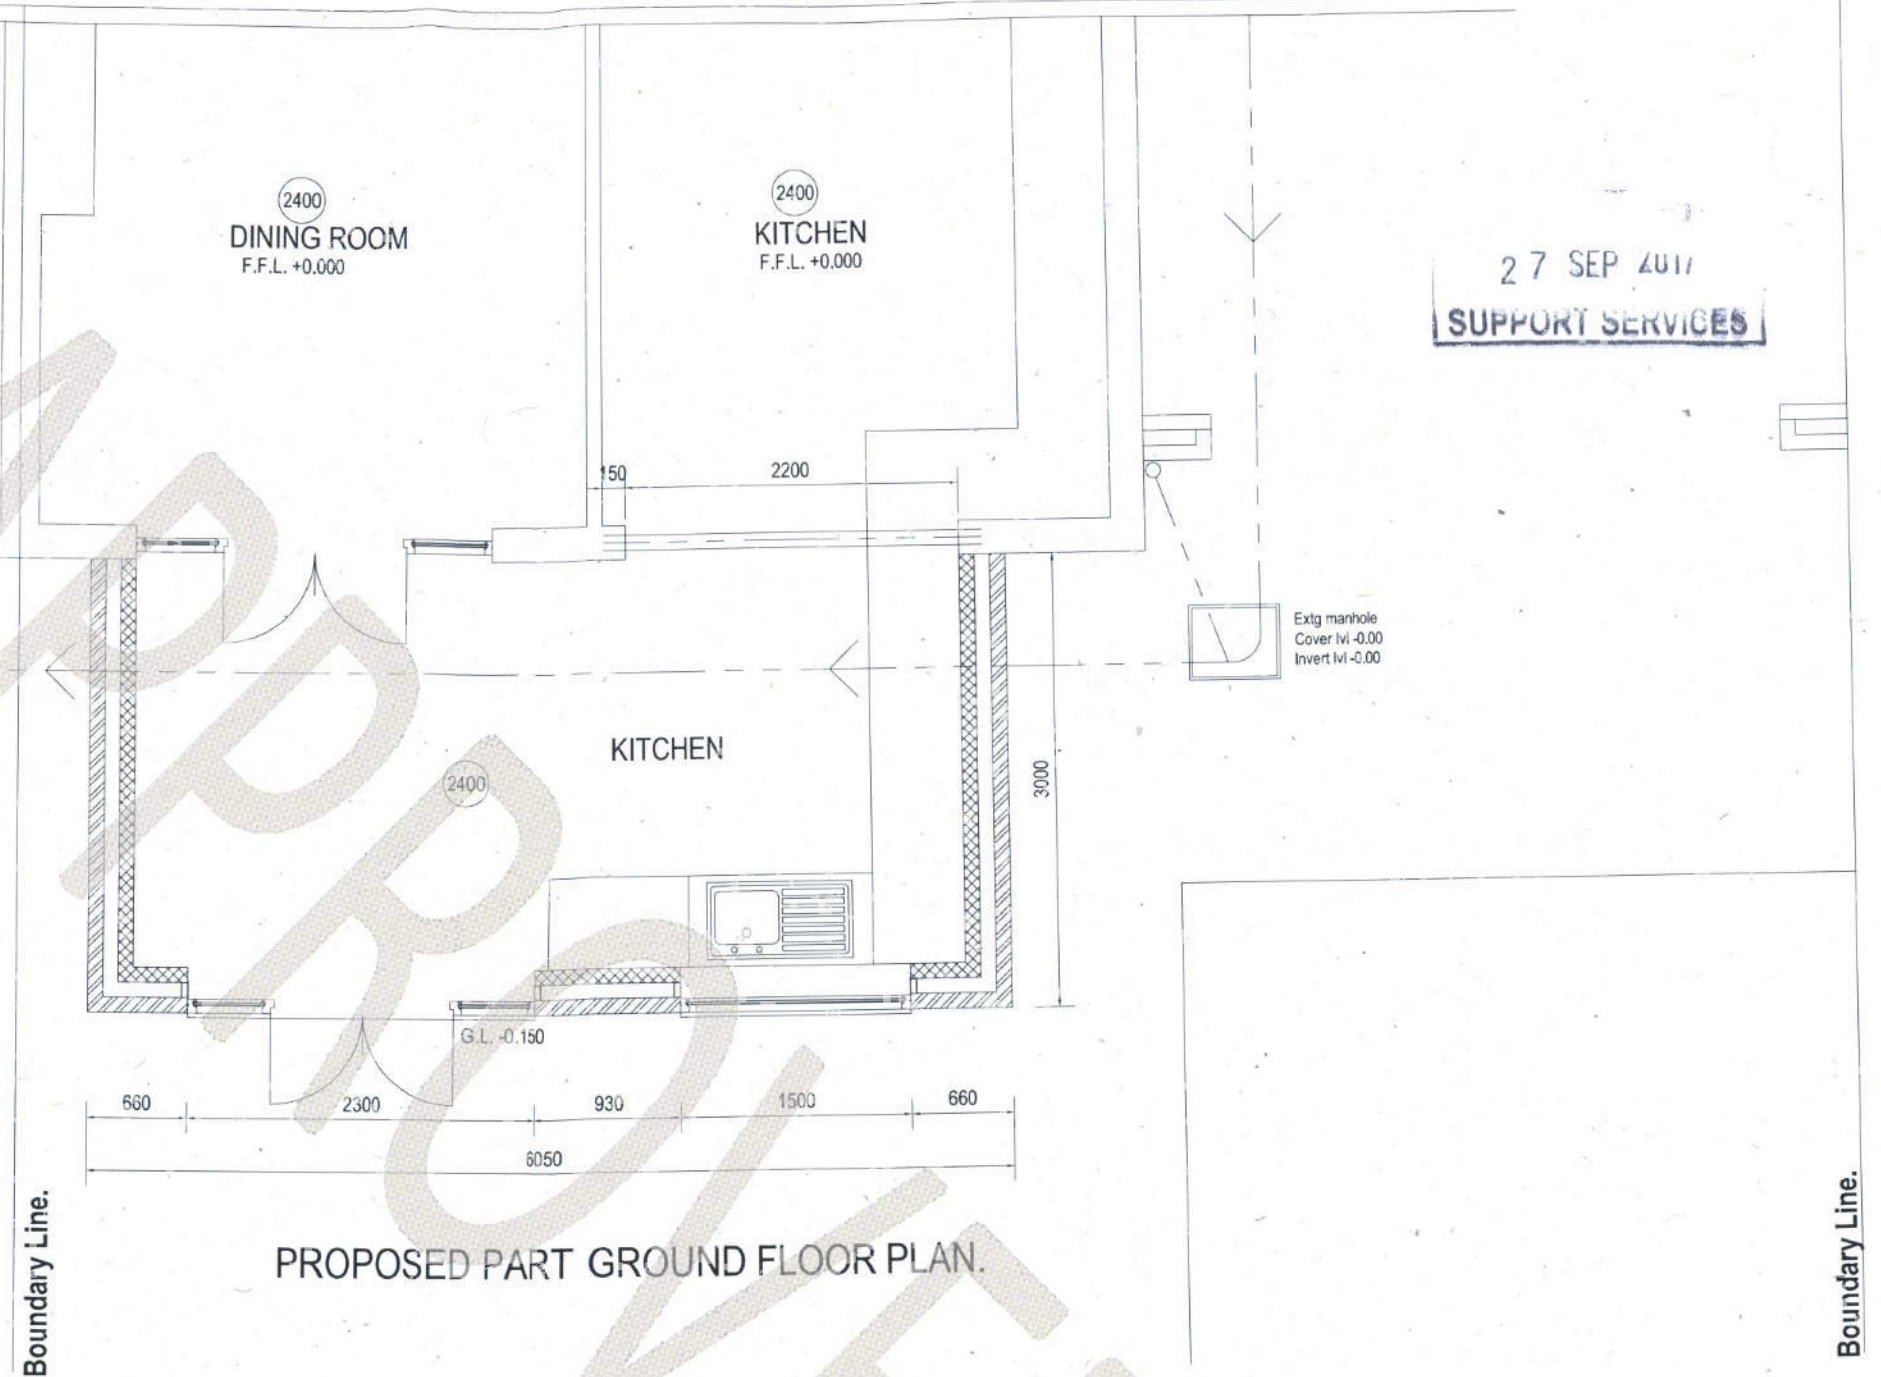 2400
DINING ROOM
F.F.L. +0.000
2400
KITCHEN
F.F.L. +0.000
27 SEP 2017
SUPPORT SERVICES
150
2200
Extg manhole
Cover lvl -0.00
Invert lvl -0.00
KITCHEN
2400
3000
G.L. -0.150
660
2300
930
1500
660
6050
PROPOSED PART GROUND FLOOR PLAN.
Boundary Line.
Boundary Line.
APPROVE